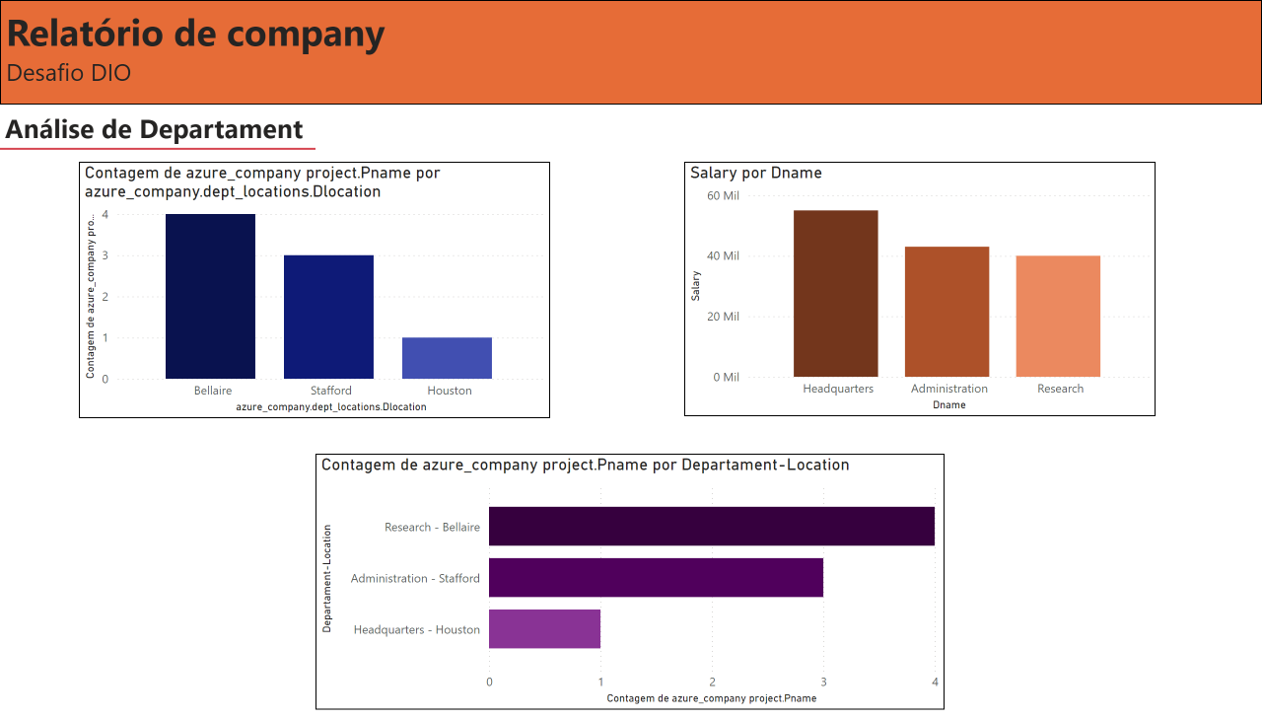 Relatório de company
Desafio DIO
Análise de Departament
Contagem de azure_company project.Pname por
azure_company.dept_locations.Dlocation
Contagem de azure_company pro...
4
3
2
1
0
Bellaire
Stafford
Houston
azure_company.dept_locations.Dlocation
Salary por Dname
Salary
60 Mil
40 Mil
20 Mil
0 Mil
Headquarters
Administration
Research
Dname
Contagem de azure_company project.Pname por Departament-Location
Departament-Location
Research - Bellaire
Administration - Stafford
Headquarters - Houston
0
1
2
3
4
Contagem de azure_company project.Pname